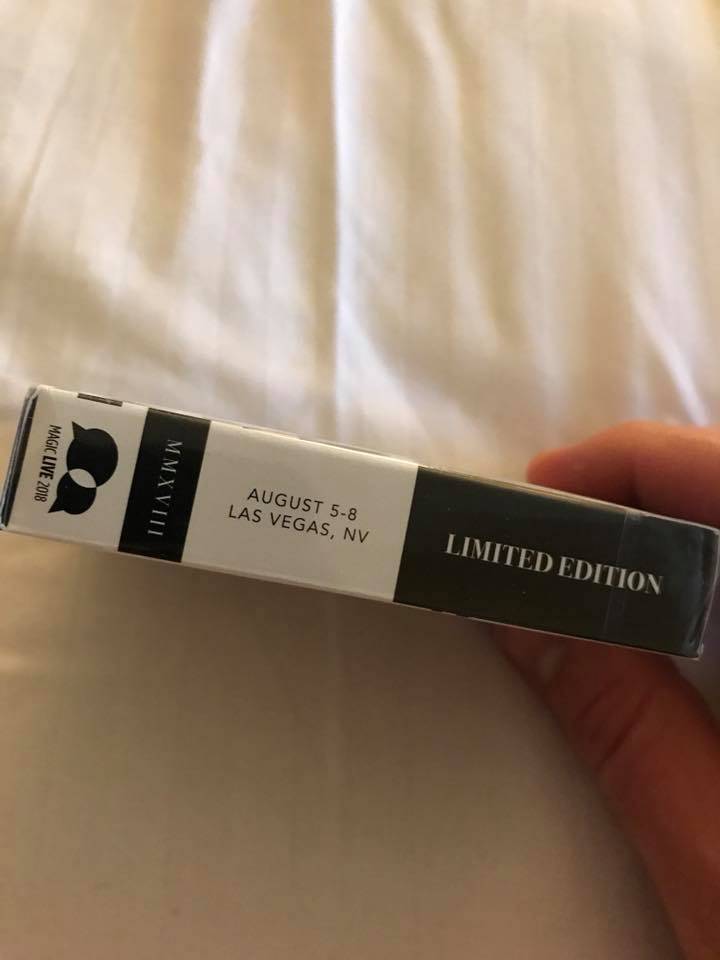 MAGIC LIVE 2018
MMXVIII
AUGUST 5-8
LAS VEGAS, NV
LIMITED EDITION